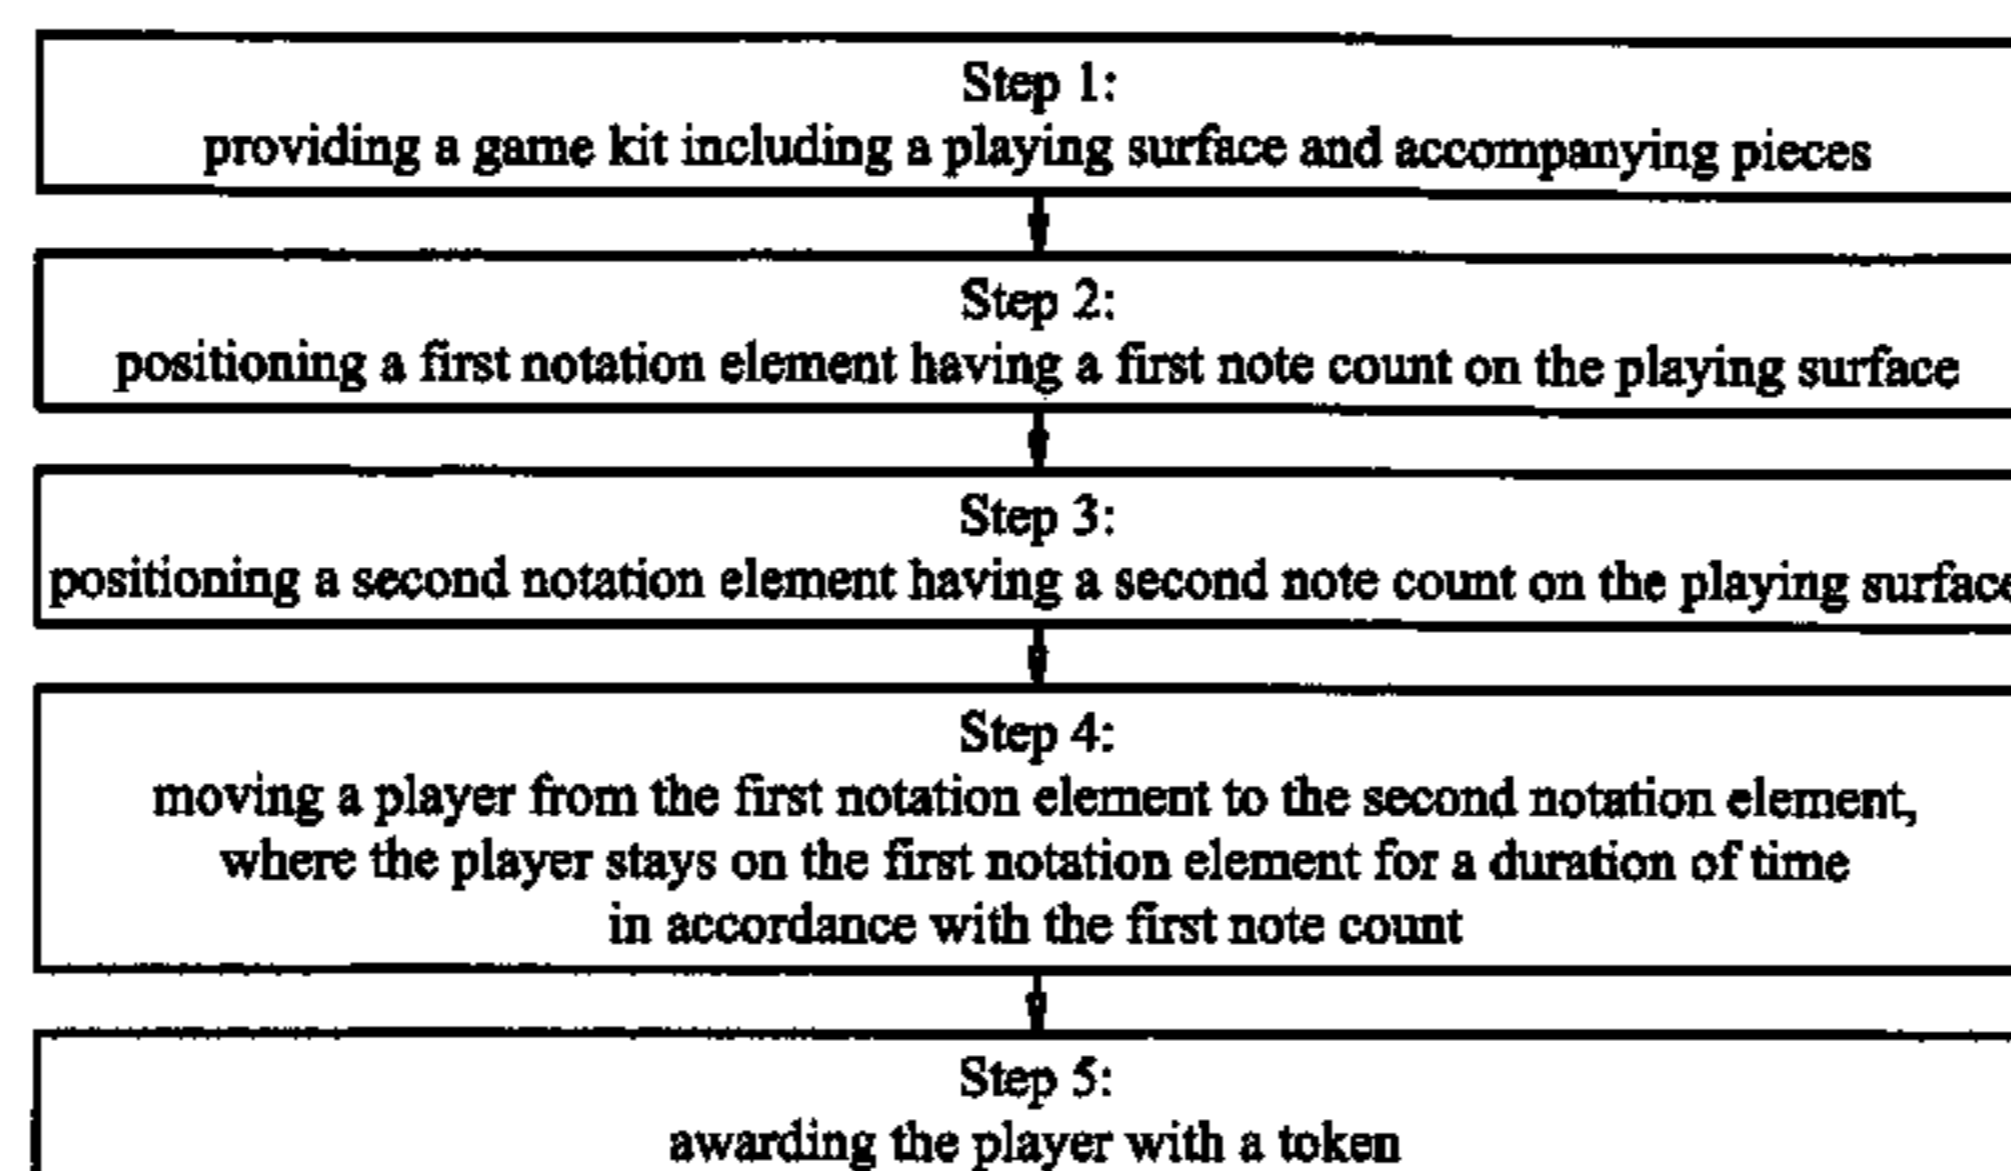 Step 1:
providing a game kit including a playing surface and accompanying pieces
Step 2:
positioning a first notation element having a first note count on the playing surface
Step 3:
positioning a second notation element having a second note count on the playing surface
Step 4:
moving a player from the first notation element to the second notation element,
where the player stays on the first notation element for a duration of time
in accordance with the first note count
Step 5:
awarding the player with a token